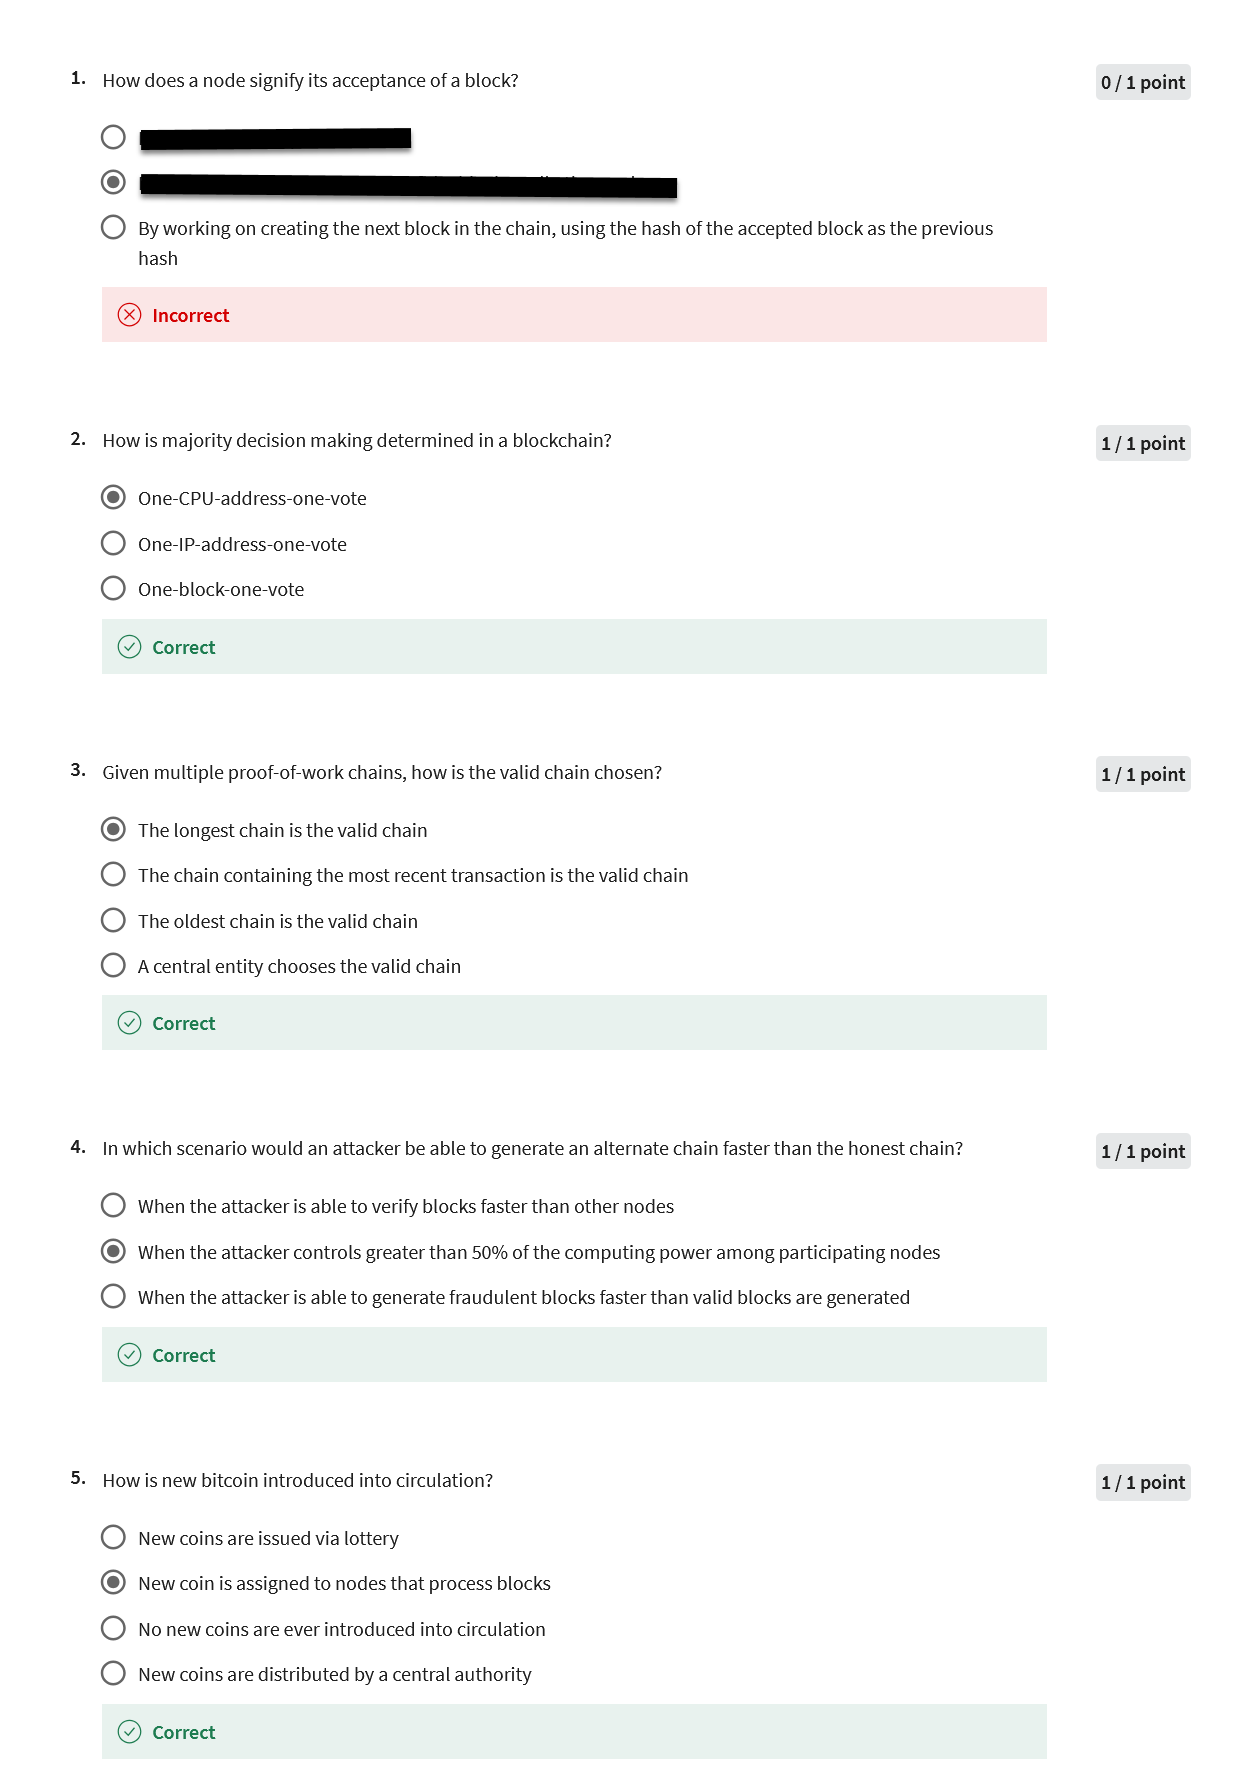 1. How does a node signify its acceptance of a block?
0 / 1 point
By working on creating the next block in the chain, using the hash of the accepted block as the previous
hash
Incorrect
2. How is majority decision making determined in a blockchain?
1 / 1 point
One-CPU-address-one-vote
One-IP-address-one-vote
One-block-one-vote
Correct
3. Given multiple proof-of-work chains, how is the valid chain chosen?
1 / 1 point
The longest chain is the valid chain
The chain containing the most recent transaction is the valid chain
The oldest chain is the valid chain
A central entity chooses the valid chain
Correct
4. In which scenario would an attacker be able to generate an alternate chain faster than the honest chain?
1 / 1 point
When the attacker is able to verify blocks faster than other nodes
When the attacker controls greater than 50% of the computing power among participating nodes
When the attacker is able to generate fraudulent blocks faster than valid blocks are generated
Correct
5. How is new bitcoin introduced into circulation?
1 / 1 point
New coins are issued via lottery
New coin is assigned to nodes that process blocks
No new coins are ever introduced into circulation
New coins are distributed by a central authority
Correct